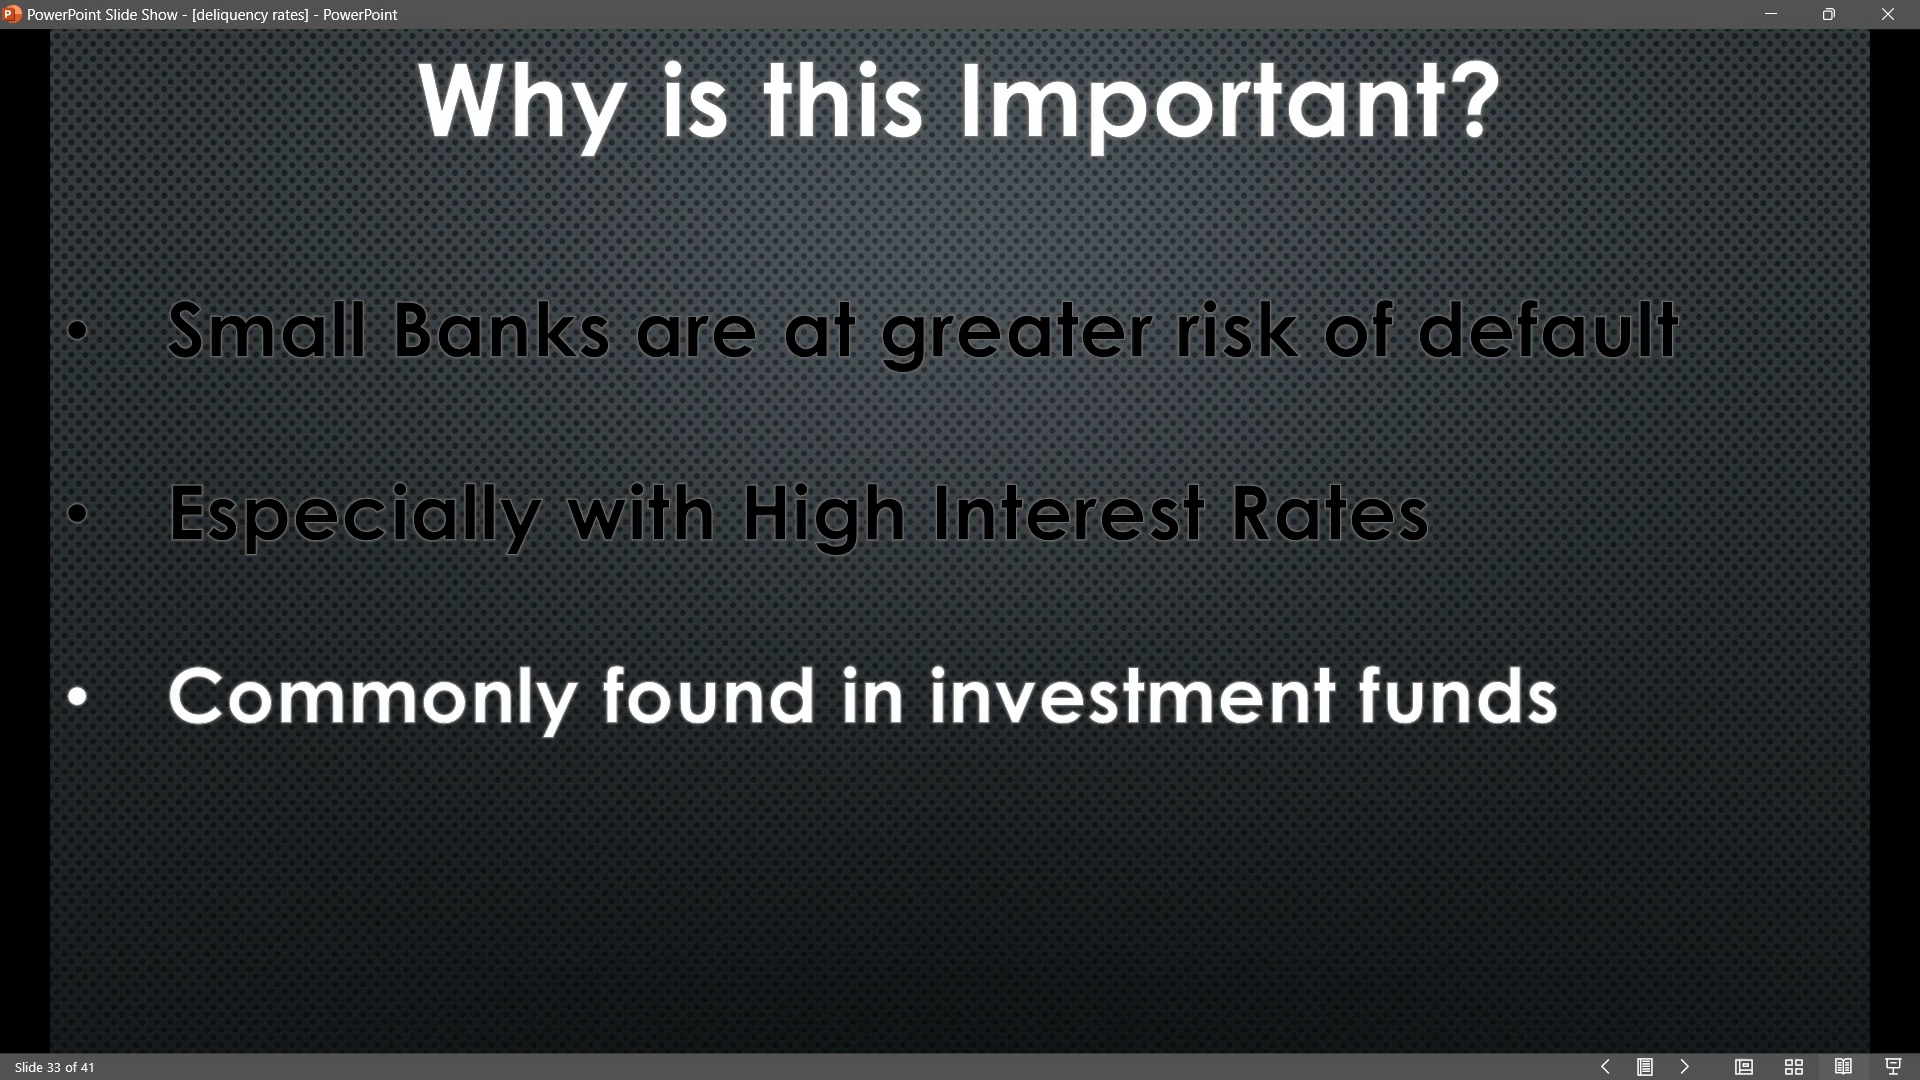 PowerPoint Slide Show - [deliquency rates] - PowerPoint
Why is this Important?
• Small Banks are at greater risk of default
• Especially with High Interest Rates
• Commonly found in investment funds
Slide 33 of 41